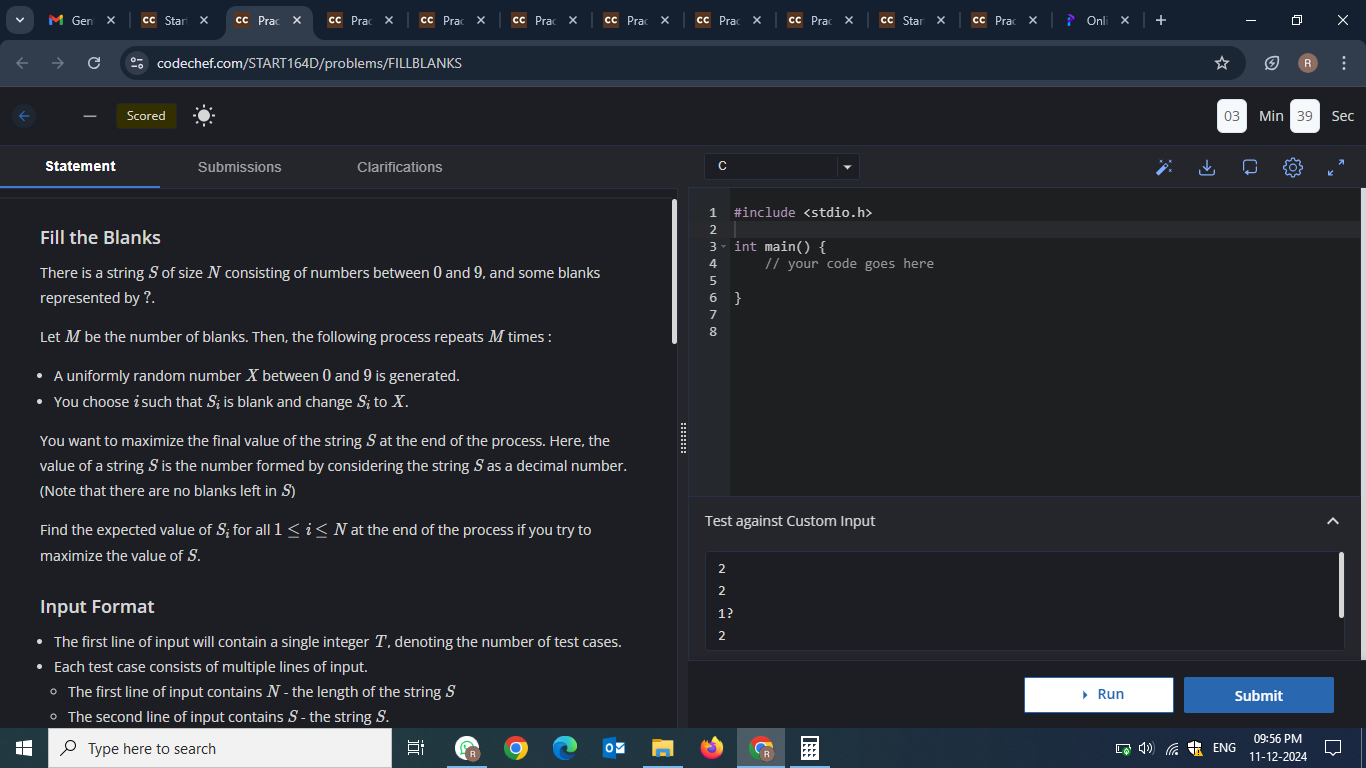 Gen
Star
Prac
Prac
Prac
Prac
Prac
Prac
Prac
Star
Prac
Onli
codechef.com/START164D/problems/FILLBLANKS
R
Scored
03 Min 39 Sec
Statement Submissions Clarifications
C
Fill the Blanks
There is a string S of size N consisting of numbers between 0 and 9, and some blanks
represented by ?.
Let M be the number of blanks. Then, the following process repeats M times :
• A uniformly random number X between 0 and 9 is generated.
• You choose i such that Sᵢ is blank and change Sᵢ to X.
You want to maximize the final value of the string S at the end of the process. Here, the
value of a string S is the number formed by considering the string S as a decimal number.
(Note that there are no blanks left in S)
Find the expected value of Sᵢ for all 1 ≤ i ≤ N at the end of the process if you try to
maximize the value of S.
Input Format
• The first line of input will contain a single integer T, denoting the number of test cases.
• Each test case consists of multiple lines of input.
○ The first line of input contains N - the length of the string S
○ The second line of input contains S - the string S.
1 #include <stdio.h>
2
3 int main() {
4 // your code goes here
5
6 }
7
8
Test against Custom Input
2
2
1?
2
Run
Submit
Type here to search
R
R
ENG
09:56 PM
11-12-2024